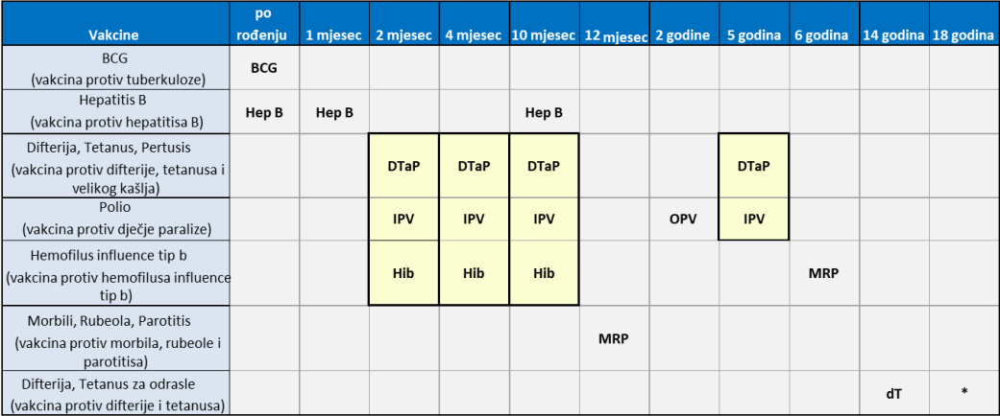 Vakcine po rođenju 1 mjesec 2 mjesec 4 mjesec 10 mjesec 12 mjesec 2 godine 5 godina 6 godina 14 godina 18 godina
BCG
(vakcina protiv tuberkuloze)
BCG
Hepatitis B
(vakcina protiv hepatitisa B)
Hep B Hep B Hep B
Difterija, Tetanus, Pertusis
(vakcina protiv difterije, tetanusa i
velikog kašlja)
DTaP DTaP DTaP DTaP
Polio
(vakcina protiv dječje paralize)
IPV IPV IPV OPV IPV
Hemofilus influence tip b
(vakcina protiv hemofilusa influence
tip b)
Hib Hib Hib MRP
Morbili, Rubeola, Parotitis
(vakcina protiv morbila, rubeole i
parotitisa)
MRP
Difterija, Tetanus za odrasle
(vakcina protiv difterije i tetanusa)
dT *